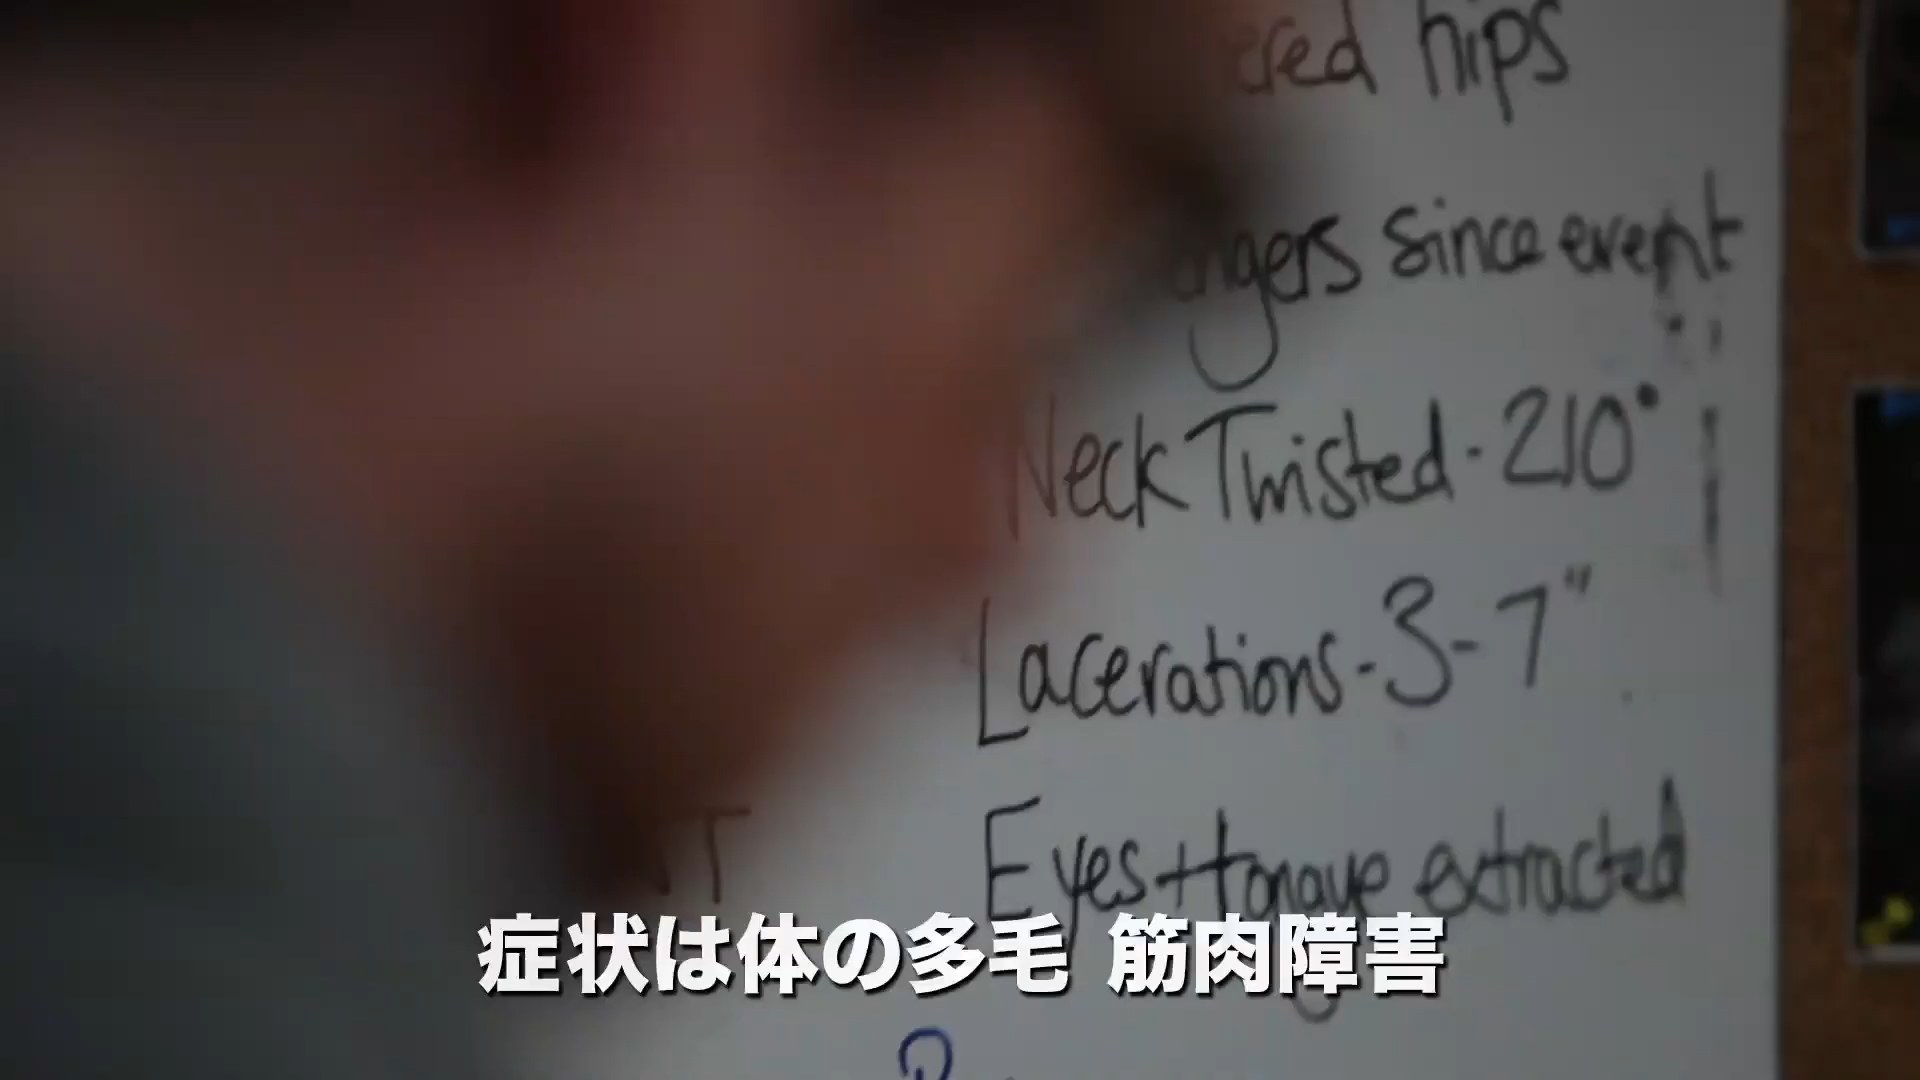 hips
since event
Neck Twisted - 210°
Lacerations - 3-7"
Eyes + tongue extracted
症状は体の多毛 筋肉障害